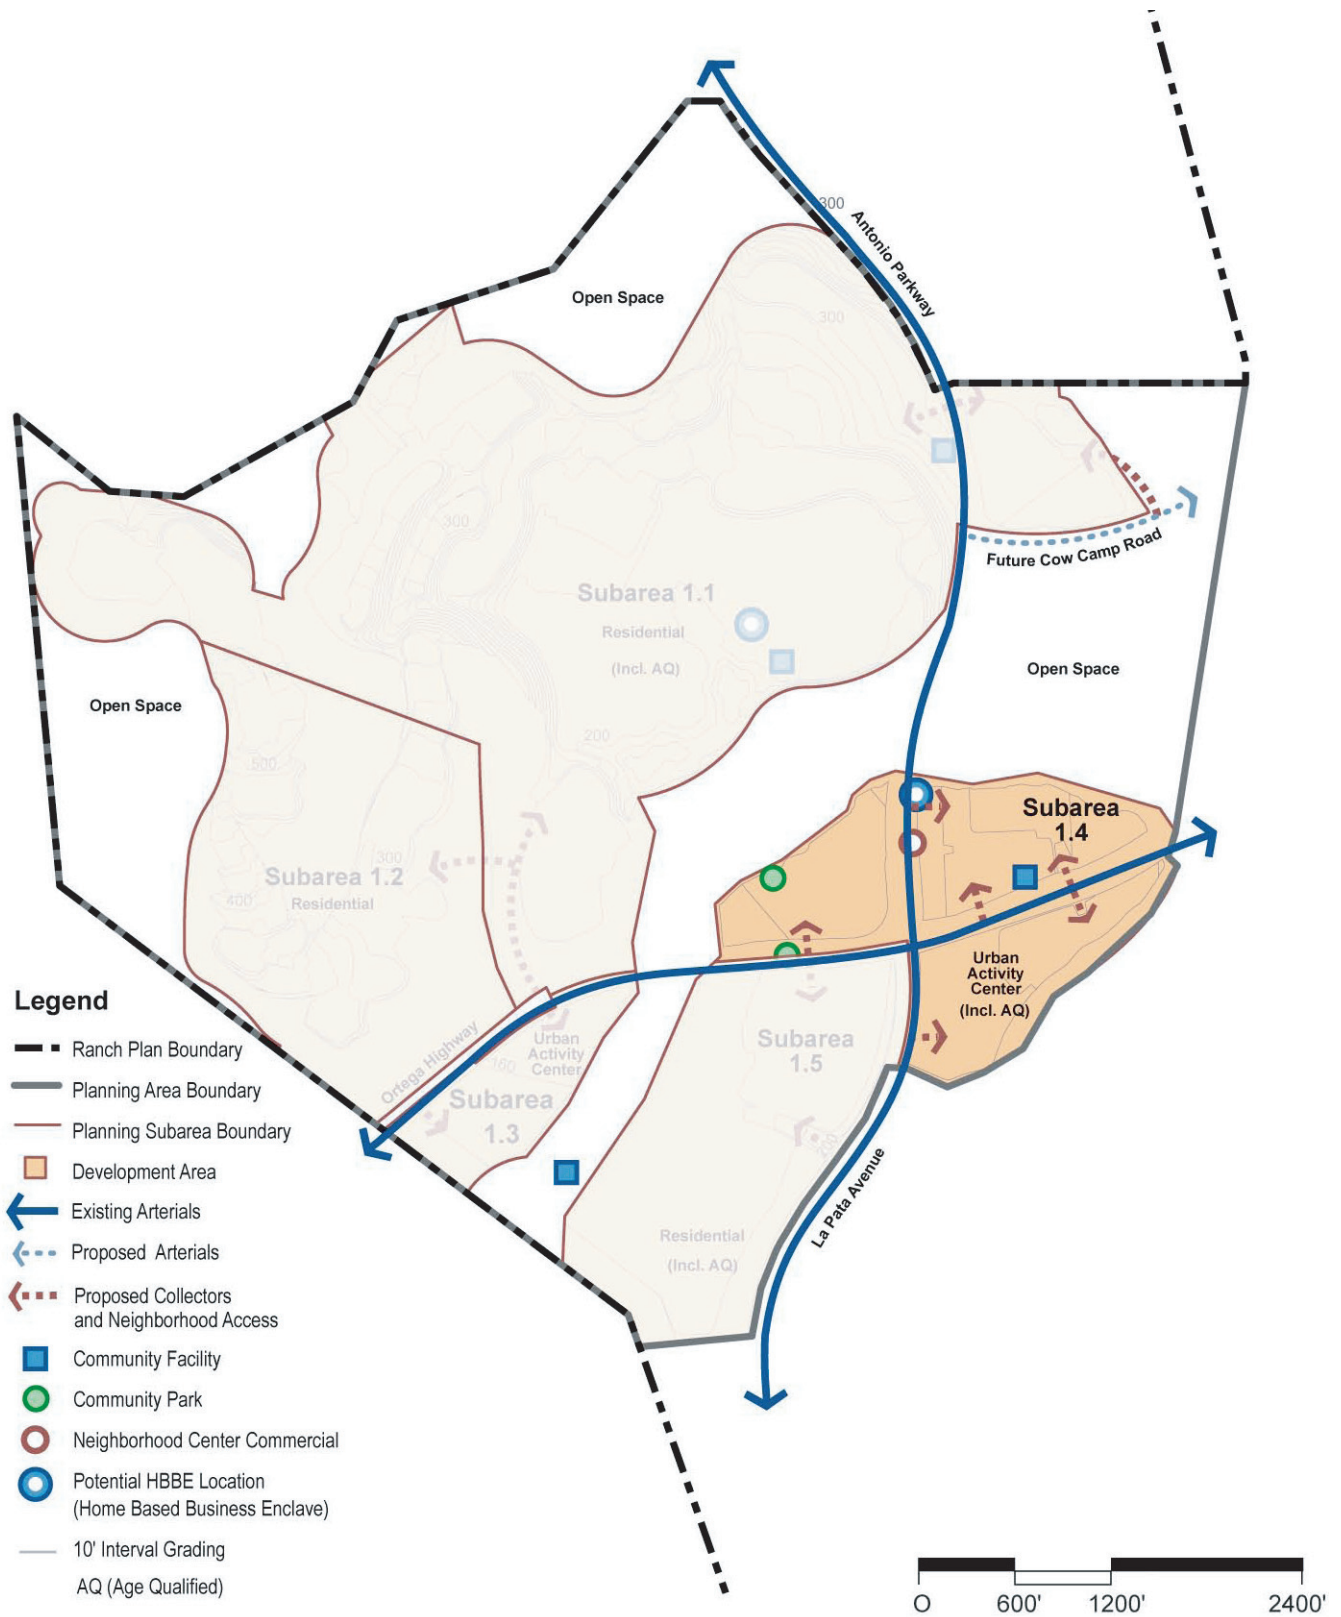 300
Antonio Parkway
Open Space
300
Future Cow Camp Road
300
Subarea 1.1
Residential
(Incl. AQ)
Open Space
Open Space
200
500
300
Subarea 1.2
400
Residential
Subarea
1.4
Urban
Activity
Center
(Incl. AQ)
Ortega Highway
Urban
Activity
Center
160
Subarea
1.3
Subarea
1.5
200
La Pata Avenue
Residential
(Incl. AQ)
Legend
Ranch Plan Boundary
Planning Area Boundary
Planning Subarea Boundary
Development Area
Existing Arterials
Proposed Arterials
Proposed Collectors
and Neighborhood Access
Community Facility
Community Park
Neighborhood Center Commercial
Potential HBBE Location
(Home Based Business Enclave)
10' Interval Grading
AQ (Age Qualified)
O 600' 1200' 2400'